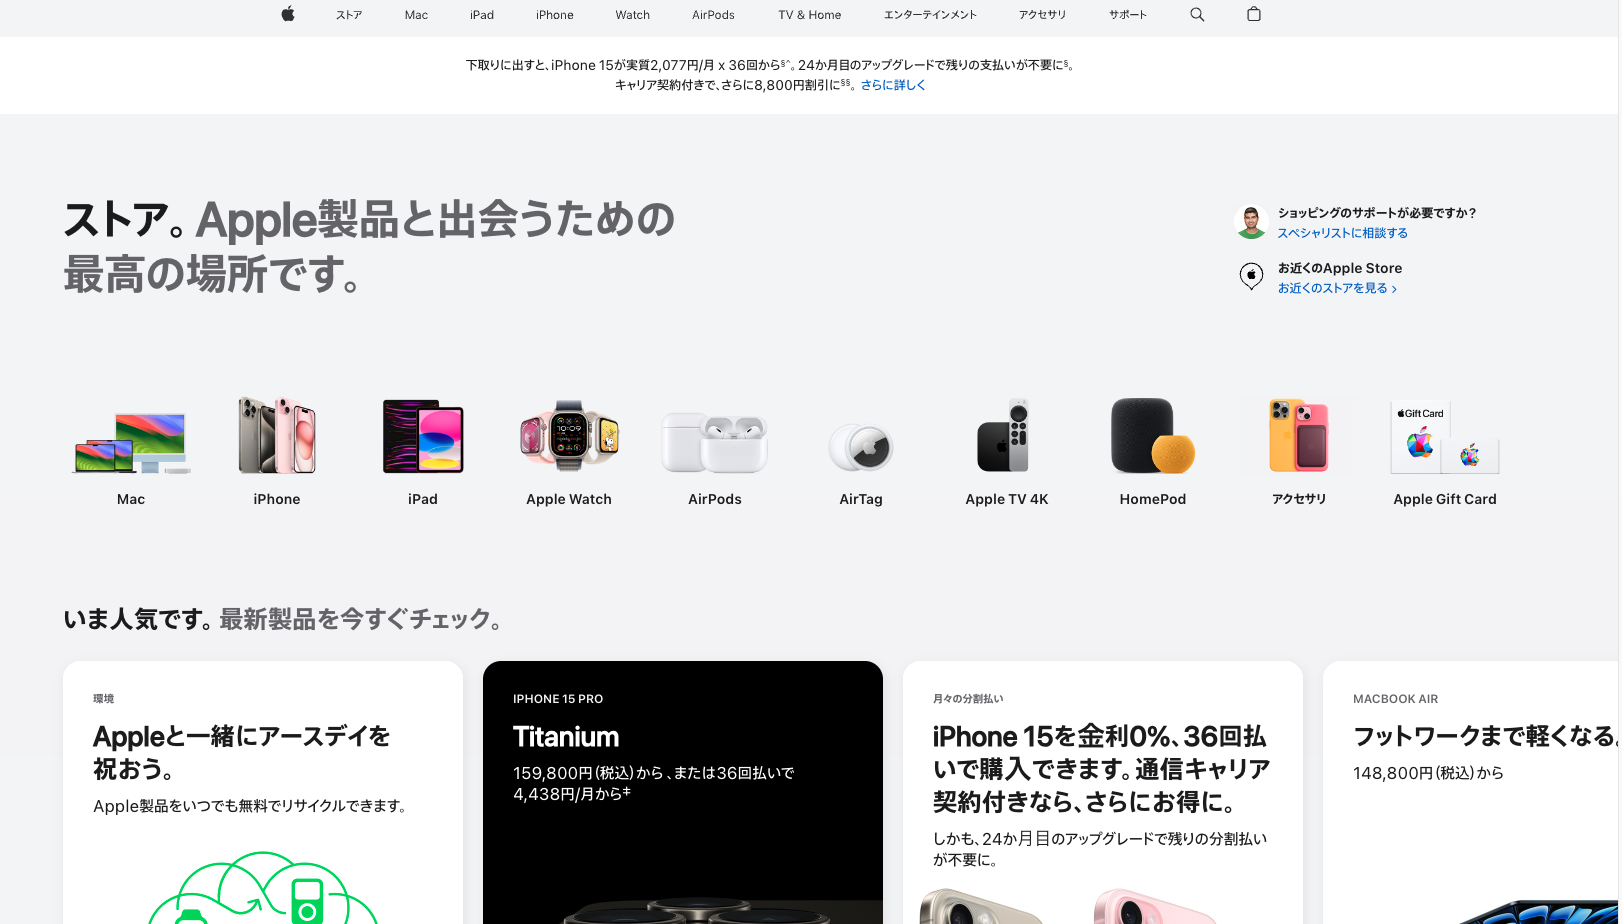 ストア
Mac
iPad
iPhone
Watch
AirPods
TV & Home
エンターテインメント
アクセサリ
サポート
下取りに出すと、iPhone 15が実質2,077円/月 x 36回から§^。24か月目のアップグレードで残りの支払いが不要に§。
キャリア契約付きで、さらに8,800円割引に§§。 さらに詳しく
ストア。Apple製品と出会うための
最高の場所です。
ショッピングのサポートが必要ですか？
スペシャリストに相談する
お近くのApple Store
お近くのストアを見る >
Gift Card
Mac
iPhone
iPad
Apple Watch
AirPods
AirTag
Apple TV 4K
HomePod
アクセサリ
Apple Gift Card
いま人気です。最新製品を今すぐチェック。
環境
Appleと一緒にアースデイを
祝おう。
Apple製品をいつでも無料でリサイクルできます。
IPHONE 15 PRO
Titanium
159,800円(税込)から 、または36回払いで
4,438円/月から‡
月々の分割払い
iPhone 15を金利0%、36回払
いで購入できます。通信キャリア
契約付きなら、さらにお得に。
しかも、24か月目のアップグレードで残りの分割払い
が不要に。
MACBOOK AIR
フットワークまで軽くなる。
148,800円(税込)から